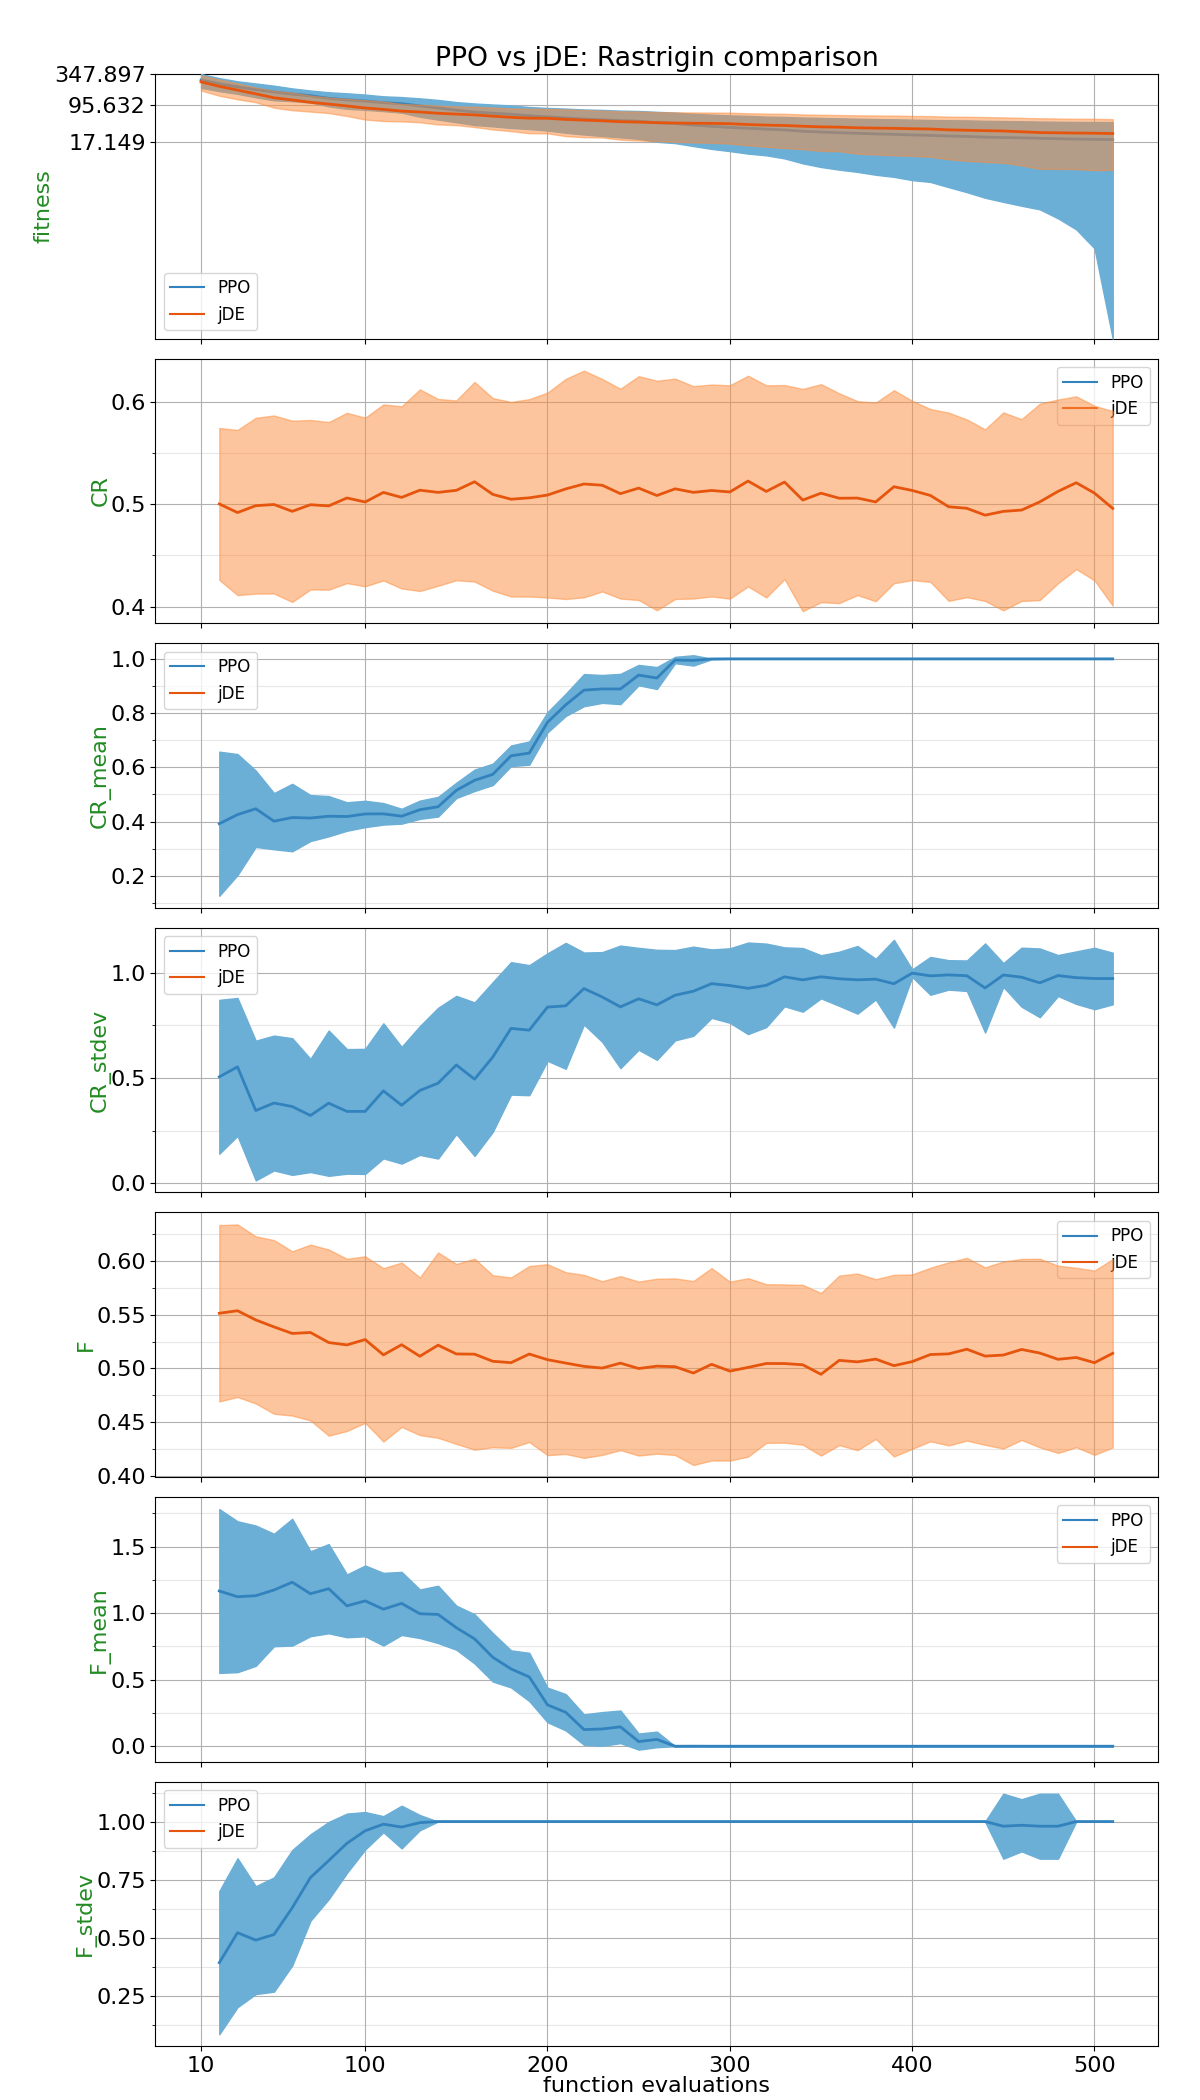 PPO vs jDE: Rastrigin comparison
347.897
95.632
17.149
fitness
PPO
jDE
0.6
0.5
0.4
CR
PPO
jDE
1.0
0.8
0.6
0.4
0.2
CR_mean
PPO
jDE
1.0
0.5
0.0
CR_stdev
PPO
jDE
0.60
0.55
0.50
0.45
0.40
F
PPO
jDE
1.5
1.0
0.5
0.0
F_mean
PPO
jDE
1.00
0.75
0.50
0.25
F_stdev
PPO
jDE
10 100 200 300 400 500
function evaluations